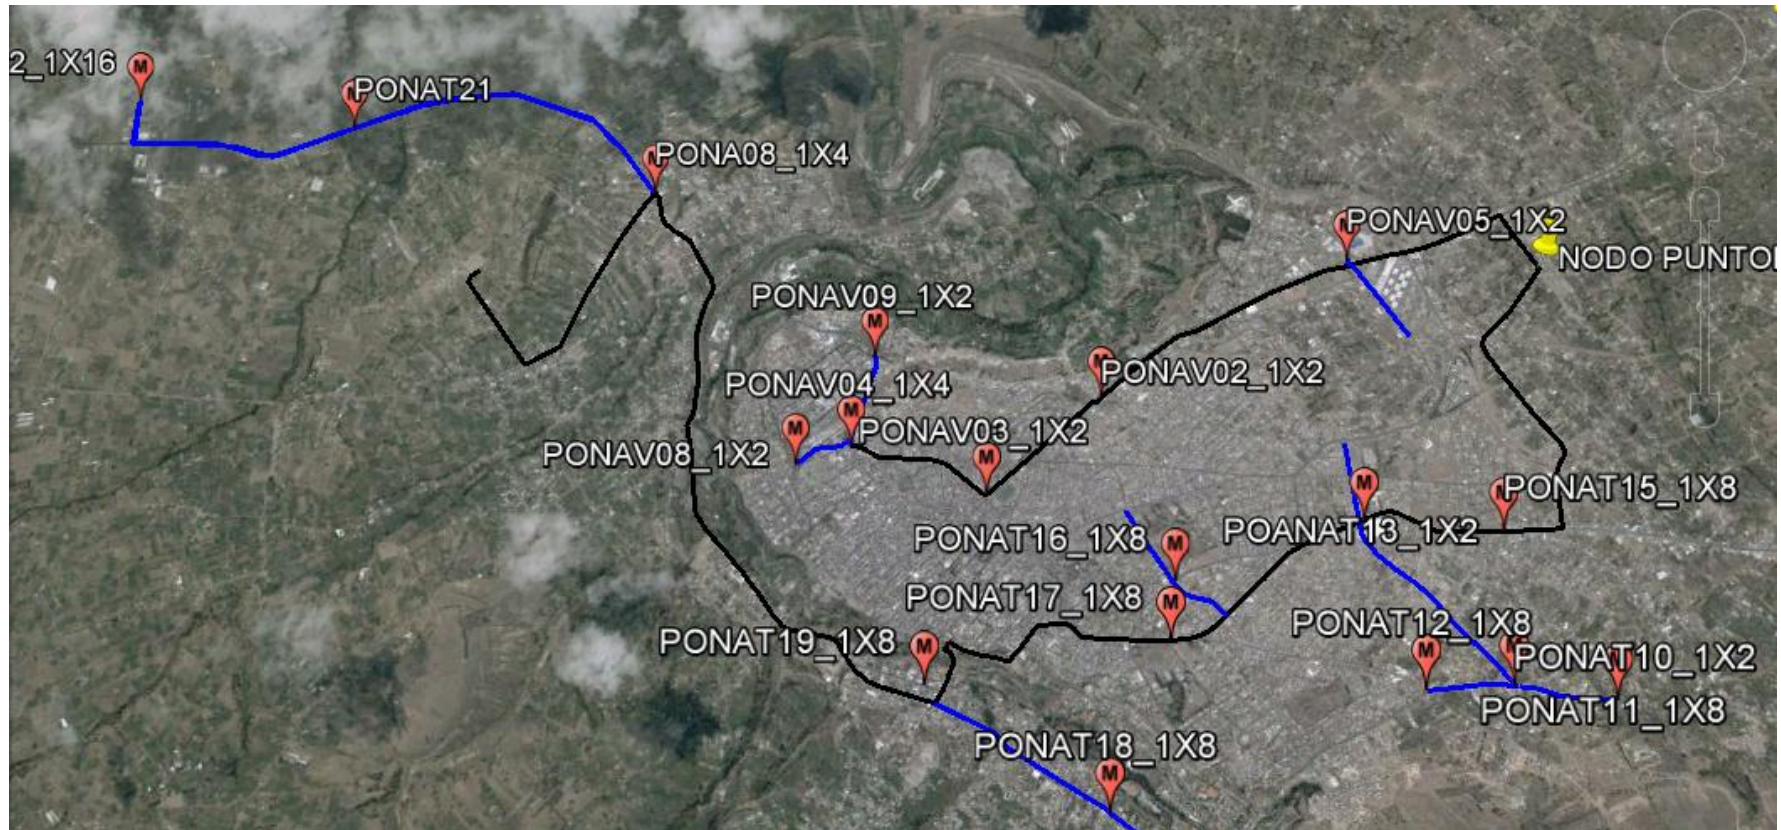 2_1X16
PONAT21
PONA08_1X4
PONAV05_1X2
NODO PUNTO
PONAV09_1X2
PONAV04_1X4
PONAV02_1X2
PONAV03_1X2
PONAV08_1X2
PONAT15_1X8
PONAT16_1X8
POANAT13_1X2
PONAT17_1X8
PONAT12_1X8
PONAT19_1X8
PONAT10_1X2
PONAT11_1X8
PONAT18_1X8
M
M
M
M
M
M
M
M
M
M
M
M